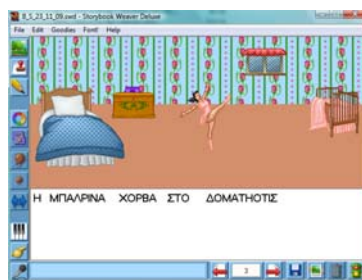 8_5_23_11_09.swd - Storybook Weaver Deluxe
File Edit Goodies Font! Help
Η ΜΠΑΛΡΙΝΑ ΧΟΡΒΑ ΣΤΟ ΔΟΜΑΤΗΟΤΙΣ
3